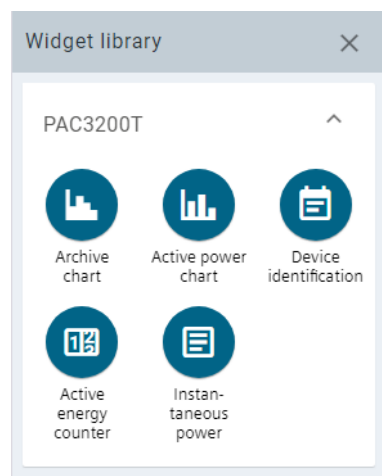 Widget library
PAC3200T
Archive
chart
Active power
chart
Device
identification
Active
energy
counter
Instan-
taneous
power